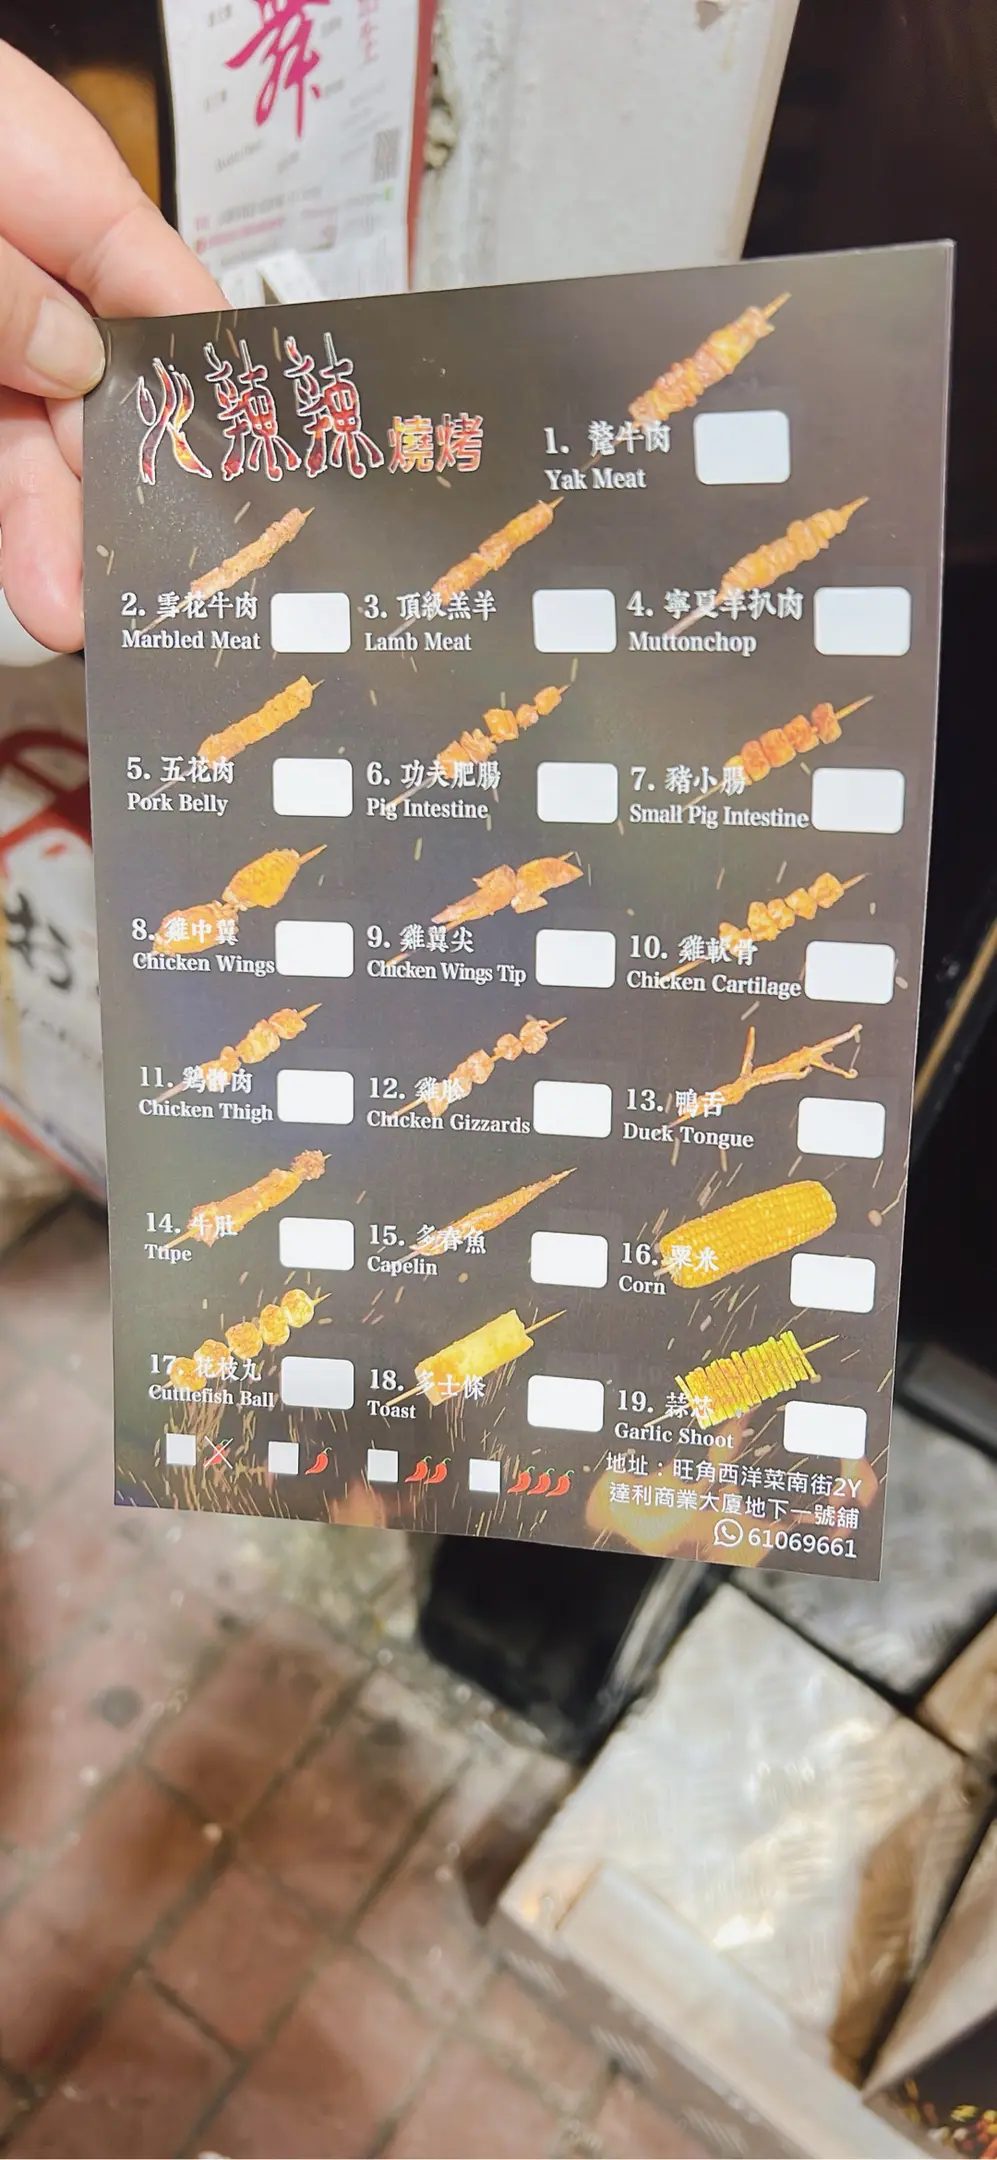 舞
火辣辣燒烤
1. 氂牛肉
Yak Meat
2. 雪花牛肉
Marbled Meat
3. 頂級羔羊
Lamb Meat
4. 寧夏羊扒肉
Muttonchop
5. 五花肉
Pork Belly
6. 功夫肥腸
Pig Intestine
7. 豬小腸
Small Pig Intestine
8. 雞中翼
Chicken Wings
9. 雞翼尖
Chicken Wings Tip
10. 雞軟骨
Chicken Cartilage
11. 鷄髀肉
Chicken Thigh
12. 雞胗
Chicken Gizzards
13. 鴨舌
Duck Tongue
14. 牛肚
Ttipe
15. 多春魚
Capelin
16. 粟米
Corn
17. 花枝丸
Cuttlefish Ball
18. 多士條
Toast
19. 蒜芯
Garlic Shoot
地址：旺角西洋菜南街2Y
達利商業大廈地下一號舖
61069661